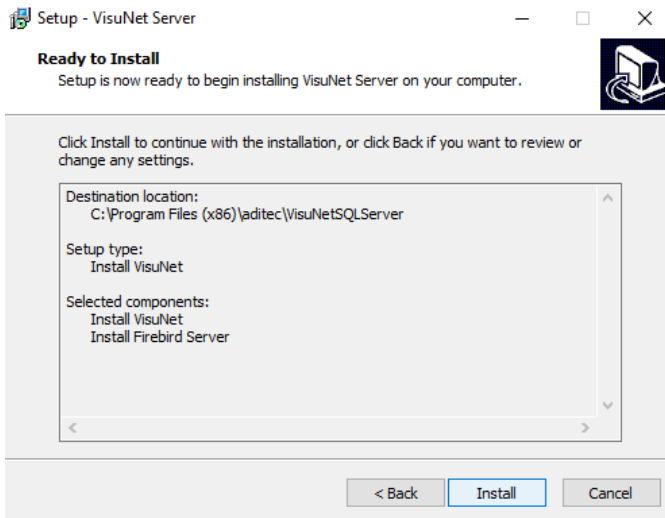 Setup - VisuNet Server
Ready to Install
Setup is now ready to begin installing VisuNet Server on your computer.
Click Install to continue with the installation, or click Back if you want to review or
change any settings.
Destination location:
C:\Program Files (x86)\aditec\VisuNetSQLServer
Setup type:
Install VisuNet
Selected components:
Install VisuNet
Install Firebird Server
< Back Install Cancel